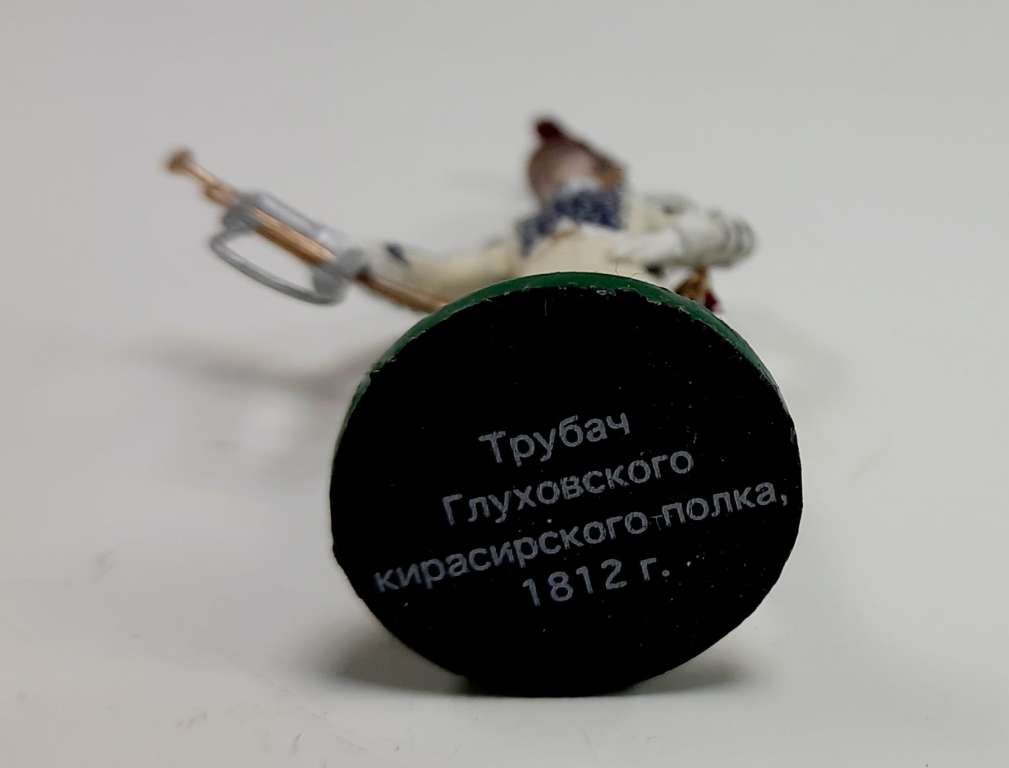 Трубач
Глуховского
кирасирского полка,
1812 г.